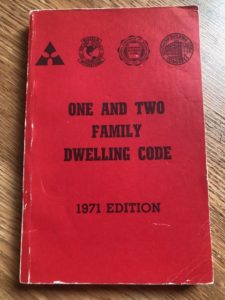 ONE AND TWO
FAMILY
DWELLING CODE
1971 EDITION